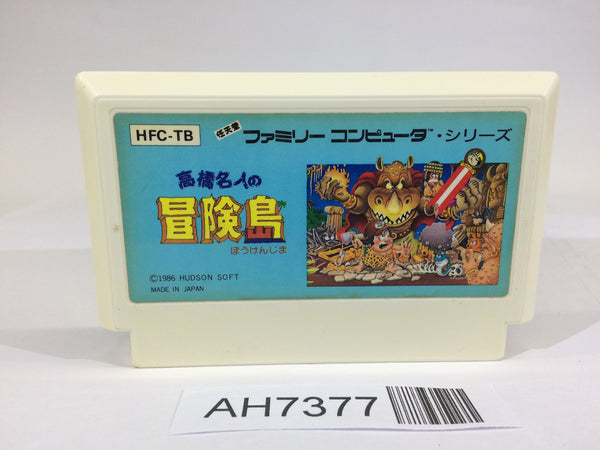 HFC-TB
任天堂 ファミリー コンピュータ™・シリーズ
高橋名人の
冒険島
ぼうけんじま
©1986 HUDSON SOFT
MADE IN JAPAN
AH7377